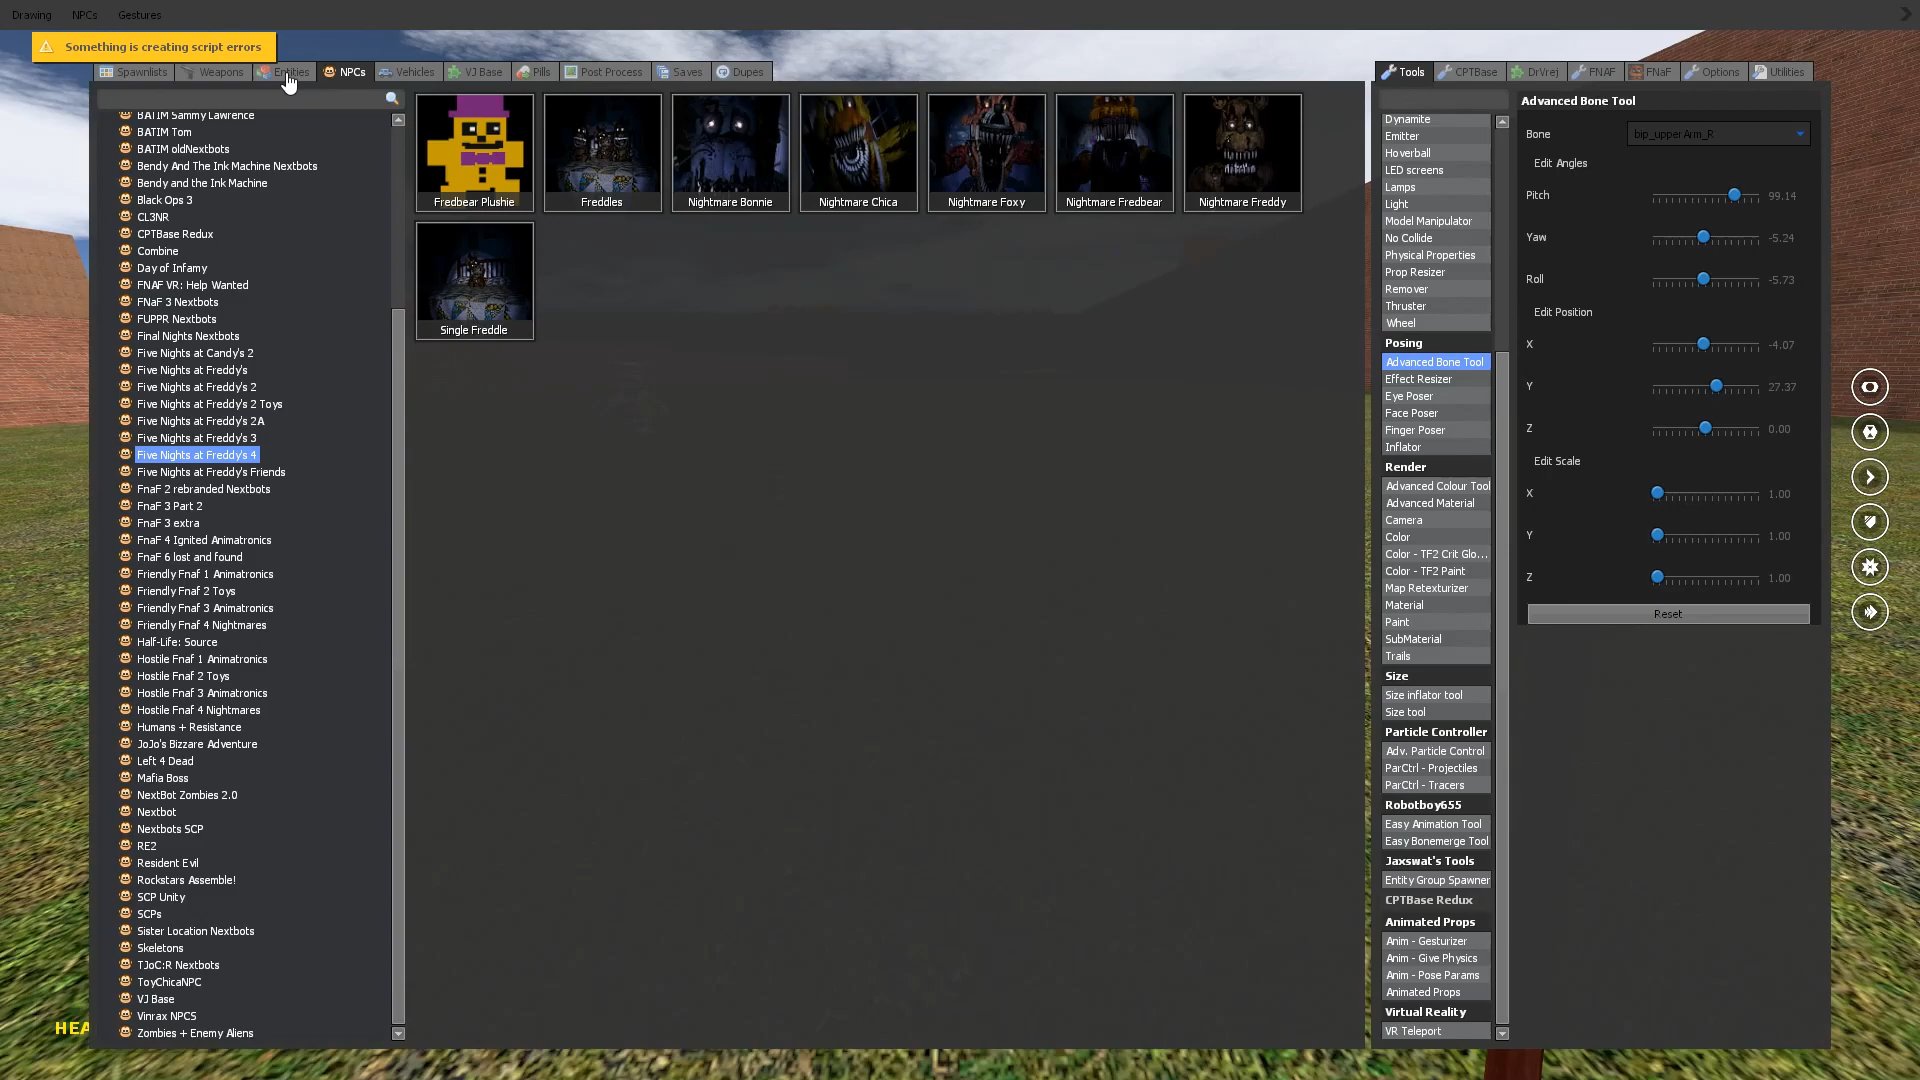 Drawing NPCs Gestures
Something is creating script errors
Spawnlists Weapons Entities NPCs Vehicles VJ Base Pills Post Process Saves Dupes
BATIM Sammy Lawrence
BATIM Tom
BATIM oldNextbots
Bendy And The Ink Machine Nextbots
Bendy and the Ink Machine
Black Ops 3
CL3NR
CPTBase Redux
Combine
Day of Infamy
FNAF VR: Help Wanted
FNaF 3 Nextbots
FUPPR Nextbots
Final Nights Nextbots
Five Nights at Candy's 2
Five Nights at Freddy's
Five Nights at Freddy's 2
Five Nights at Freddy's 2 Toys
Five Nights at Freddy's 2A
Five Nights at Freddy's 3
Five Nights at Freddy's 4
Five Nights at Freddy's Friends
FnaF 2 rebranded Nextbots
FnaF 3 Part 2
FnaF 3 extra
FnaF 4 Ignited Animatronics
FnaF 6 lost and found
Friendly Fnaf 1 Animatronics
Friendly Fnaf 2 Toys
Friendly Fnaf 3 Animatronics
Friendly Fnaf 4 Nightmares
Half-Life: Source
Hostile Fnaf 1 Animatronics
Hostile Fnaf 2 Toys
Hostile Fnaf 3 Animatronics
Hostile Fnaf 4 Nightmares
Humans + Resistance
JoJo's Bizzare Adventure
Left 4 Dead
Mafia Boss
NextBot Zombies 2.0
Nextbot
Nextbots SCP
RE2
Resident Evil
Rockstars Assemble!
SCP Unity
SCPs
Sister Location Nextbots
Skeletons
TJoC:R Nextbots
ToyChicaNPC
VJ Base
Vinrax NPCS
Zombies + Enemy Aliens
HEA
Fredbear Plushie Freddles Nightmare Bonnie Nightmare Chica Nightmare Foxy Nightmare Fredbear Nightmare Freddy
Single Freddle
Tools CPTBase DrVrej FNAF FNaF Options Utilities
Dynamite
Emitter
Hoverball
LED screens
Lamps
Light
Model Manipulator
No Collide
Physical Properties
Prop Resizer
Remover
Thruster
Wheel
Posing
Advanced Bone Tool
Effect Resizer
Eye Poser
Face Poser
Finger Poser
Inflator
Render
Advanced Colour Tool
Advanced Material
Camera
Color
Color - TF2 Crit Glo...
Color - TF2 Paint
Map Retexturizer
Material
Paint
SubMaterial
Trails
Size
Size inflator tool
Size tool
Particle Controller
Adv. Particle Control
ParCtrl - Projectiles
ParCtrl - Tracers
Robotboy655
Easy Animation Tool
Easy Bonemerge Tool
Jaxswat's Tools
Entity Group Spawner
CPTBase Redux
Animated Props
Anim - Gesturizer
Anim - Give Physics
Anim - Pose Params
Animated Props
Virtual Reality
VR Teleport
Advanced Bone Tool
Bone bip_upperArm_R
Edit Angles
Pitch 99.14
Yaw -5.24
Roll -5.73
Edit Position
X -4.07
Y 27.37
Z 0.00
Edit Scale
X 1.00
Y 1.00
Z 1.00
Reset